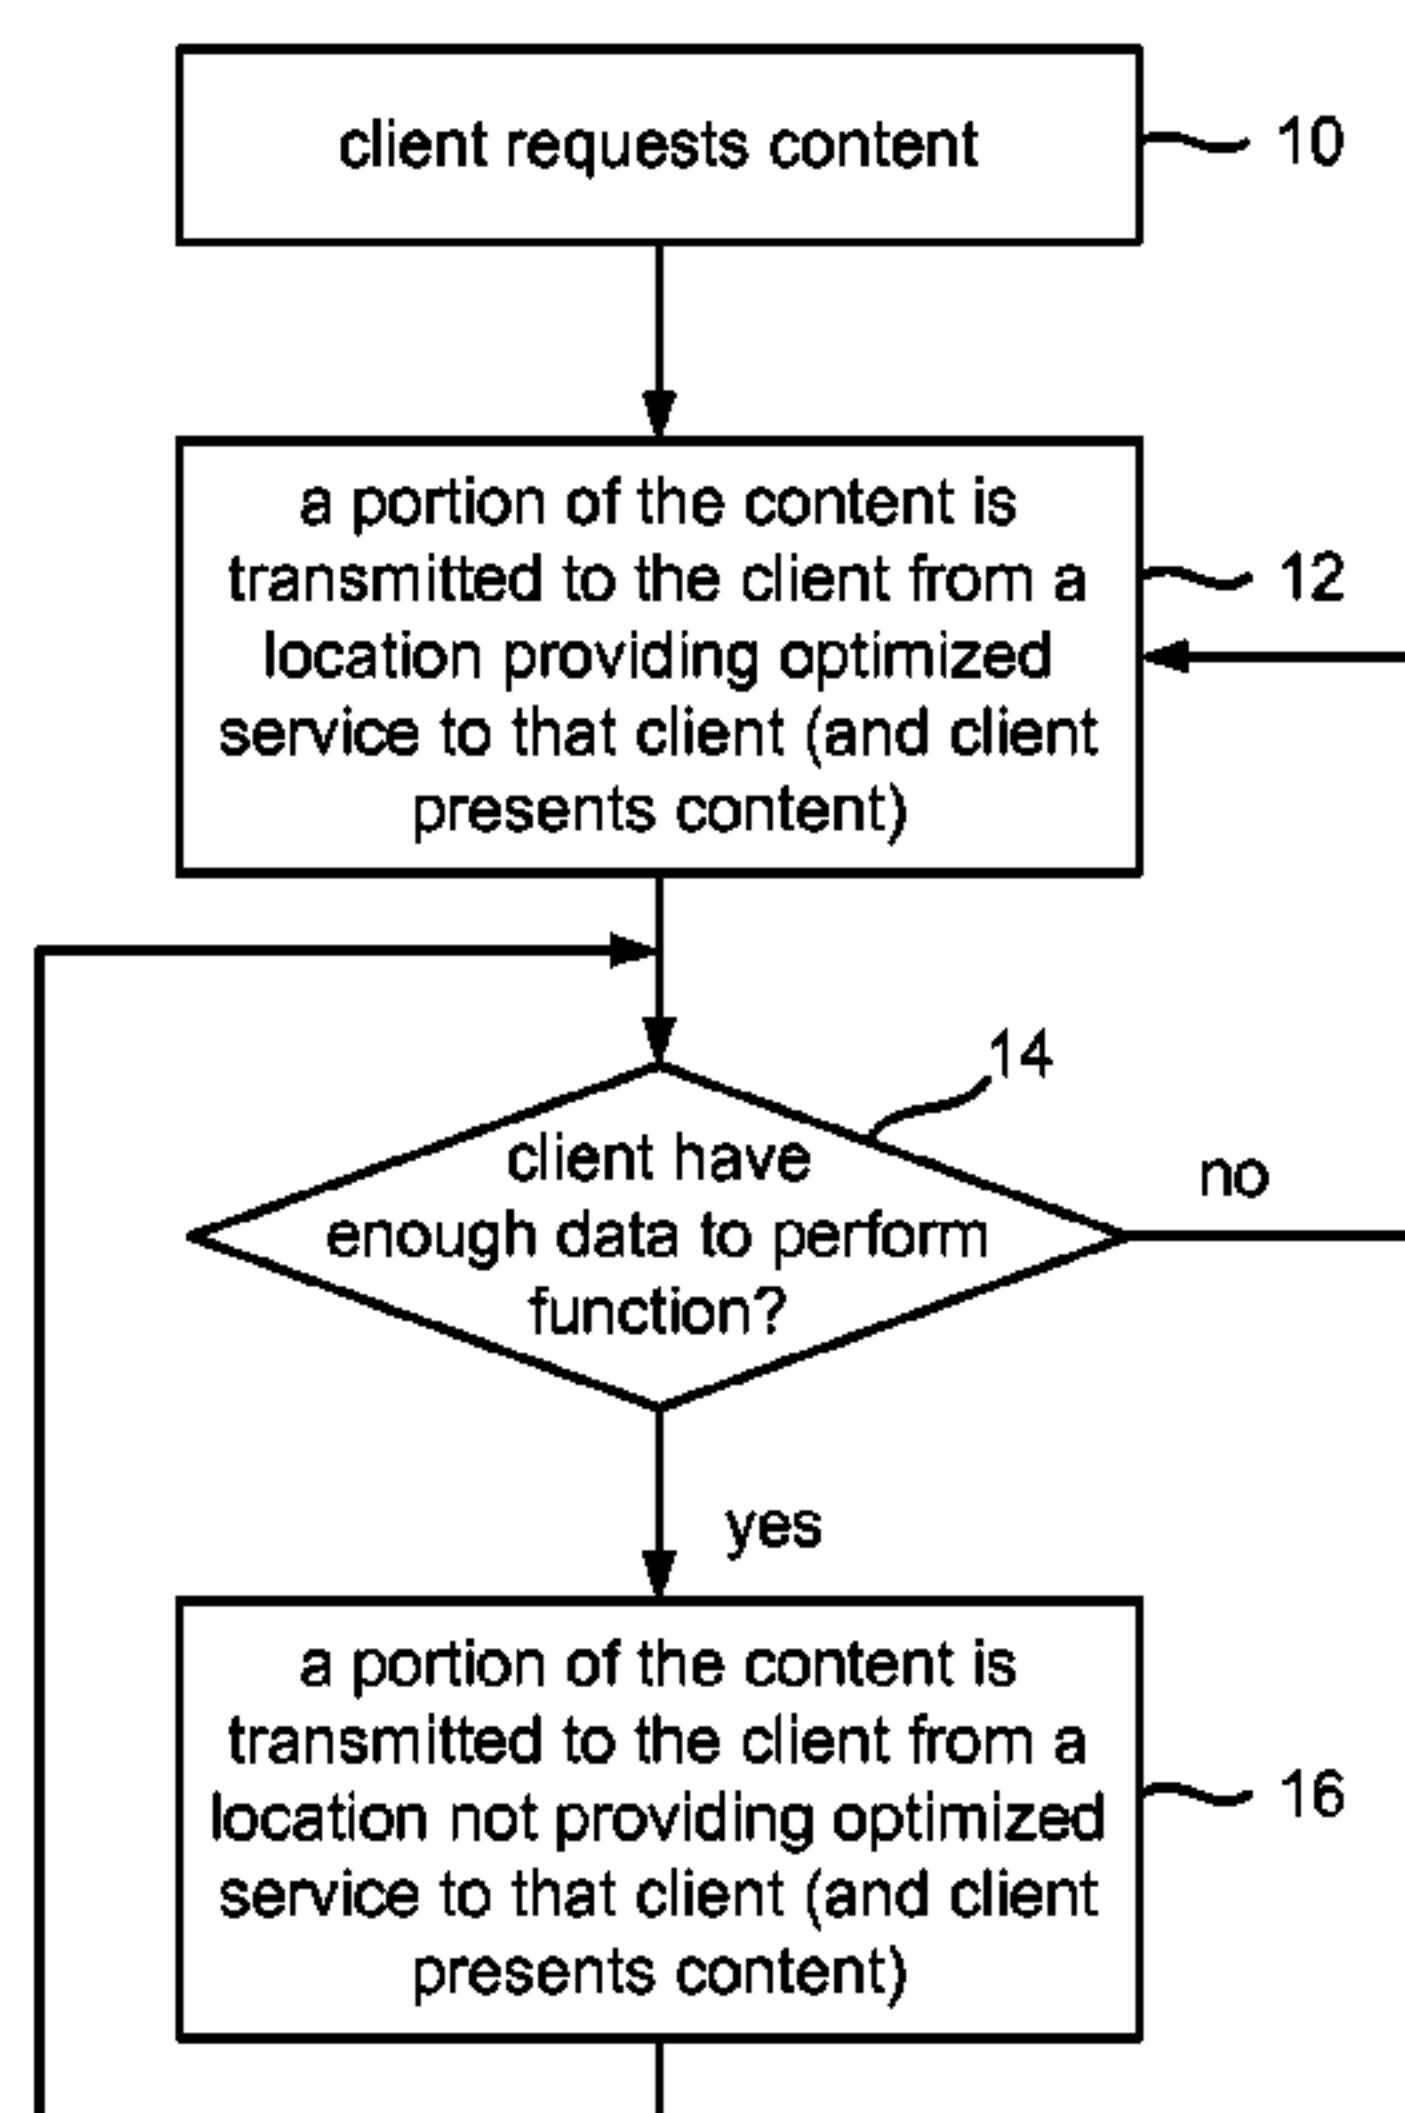 client requests content
10
a portion of the content is
transmitted to the client from a
location providing optimized
service to that client (and client
presents content)
12
14
client have
enough data to perform
function?
no
yes
a portion of the content is
transmitted to the client from a
location not providing optimized
service to that client (and client
presents content)
16